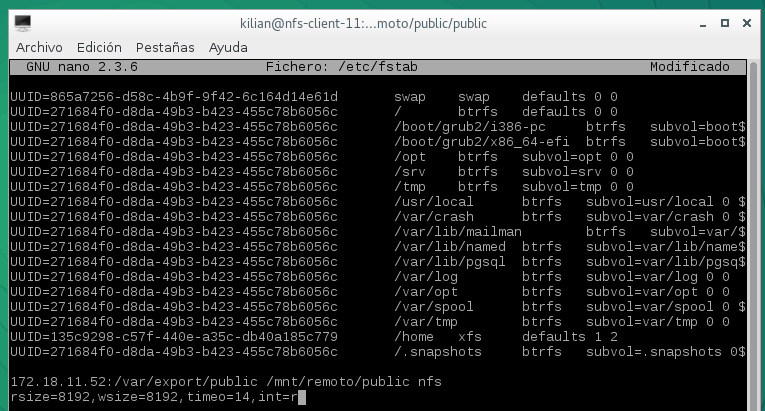 kilian@nfs-client-11:...moto/public/public
Archivo Edición Pestañas Ayuda
GNU nano 2.3.6 Fichero: /etc/fstab Modificado
UUID=865a7256-d58c-4b9f-9f42-6c164d14e61d swap swap defaults 0 0
UUID=271684f0-d8da-49b3-b423-455c78b6056c / btrfs defaults 0 0
UUID=271684f0-d8da-49b3-b423-455c78b6056c /boot/grub2/i386-pc btrfs subvol=boot$
UUID=271684f0-d8da-49b3-b423-455c78b6056c /boot/grub2/x86_64-efi btrfs subvol=boot$
UUID=271684f0-d8da-49b3-b423-455c78b6056c /opt btrfs subvol=opt 0 0
UUID=271684f0-d8da-49b3-b423-455c78b6056c /srv btrfs subvol=srv 0 0
UUID=271684f0-d8da-49b3-b423-455c78b6056c /tmp btrfs subvol=tmp 0 0
UUID=271684f0-d8da-49b3-b423-455c78b6056c /usr/local btrfs subvol=usr/local 0 $
UUID=271684f0-d8da-49b3-b423-455c78b6056c /var/crash btrfs subvol=var/crash 0 $
UUID=271684f0-d8da-49b3-b423-455c78b6056c /var/lib/mailman btrfs subvol=var/$
UUID=271684f0-d8da-49b3-b423-455c78b6056c /var/lib/named btrfs subvol=var/lib/name$
UUID=271684f0-d8da-49b3-b423-455c78b6056c /var/lib/pgsql btrfs subvol=var/lib/pgsq$
UUID=271684f0-d8da-49b3-b423-455c78b6056c /var/log btrfs subvol=var/log 0 0
UUID=271684f0-d8da-49b3-b423-455c78b6056c /var/opt btrfs subvol=var/opt 0 0
UUID=271684f0-d8da-49b3-b423-455c78b6056c /var/spool btrfs subvol=var/spool 0 $
UUID=271684f0-d8da-49b3-b423-455c78b6056c /var/tmp btrfs subvol=var/tmp 0 0
UUID=135c9298-c57f-440e-a35c-db40a185c779 /home xfs defaults 1 2
UUID=271684f0-d8da-49b3-b423-455c78b6056c /.snapshots btrfs subvol=.snapshots 0$
172.18.11.52:/var/export/public /mnt/remoto/public nfs
rsize=8192,wsize=8192,timeo=14,int=r